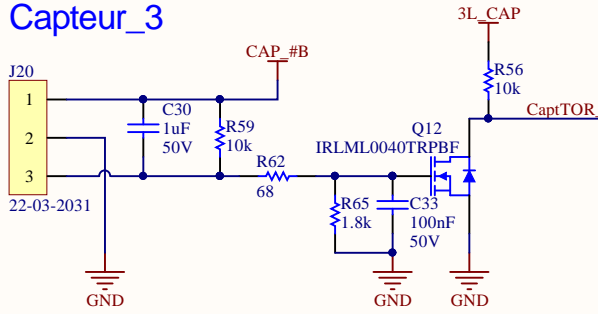 Capteur_3
3L_CAP
CAP_#B
J20
1
2
3
22-03-2031
C30
1uF
50V
R59
10k
R62
68
R56
10k
CaptTOR_
Q12
IRLML0040TRPBF
R65
1.8k
C33
100nF
50V
GND
GND
GND